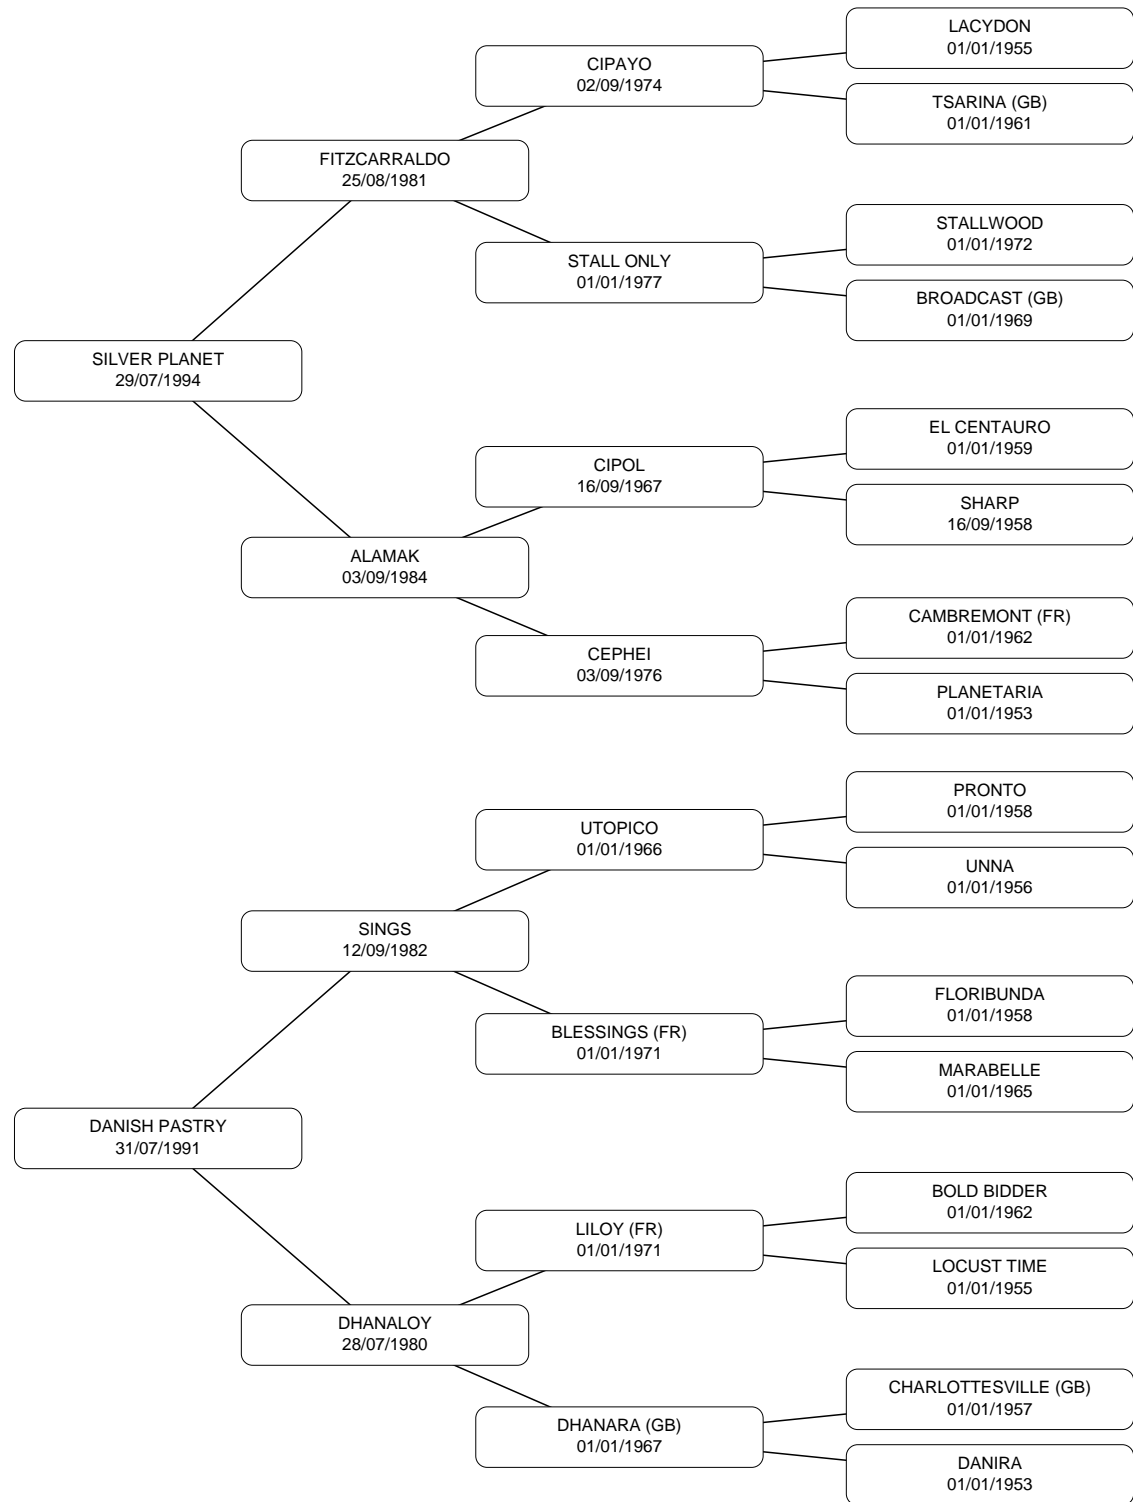 LACYDON
01/01/1955
CIPAYO
02/09/1974
TSARINA (GB)
01/01/1961
FITZCARRALDO
25/08/1981
STALLWOOD
01/01/1972
STALL ONLY
01/01/1977
BROADCAST (GB)
01/01/1969
SILVER PLANET
29/07/1994
EL CENTAURO
01/01/1959
CIPOL
16/09/1967
SHARP
16/09/1958
ALAMAK
03/09/1984
CAMBREMONT (FR)
01/01/1962
CEPHEI
03/09/1976
PLANETARIA
01/01/1953
PRONTO
01/01/1958
UTOPICO
01/01/1966
UNNA
01/01/1956
SINGS
12/09/1982
FLORIBUNDA
01/01/1958
BLESSINGS (FR)
01/01/1971
MARABELLE
01/01/1965
DANISH PASTRY
31/07/1991
BOLD BIDDER
01/01/1962
LILOY (FR)
01/01/1971
LOCUST TIME
01/01/1955
DHANALOY
28/07/1980
CHARLOTTESVILLE (GB)
01/01/1957
DHANARA (GB)
01/01/1967
DANIRA
01/01/1953